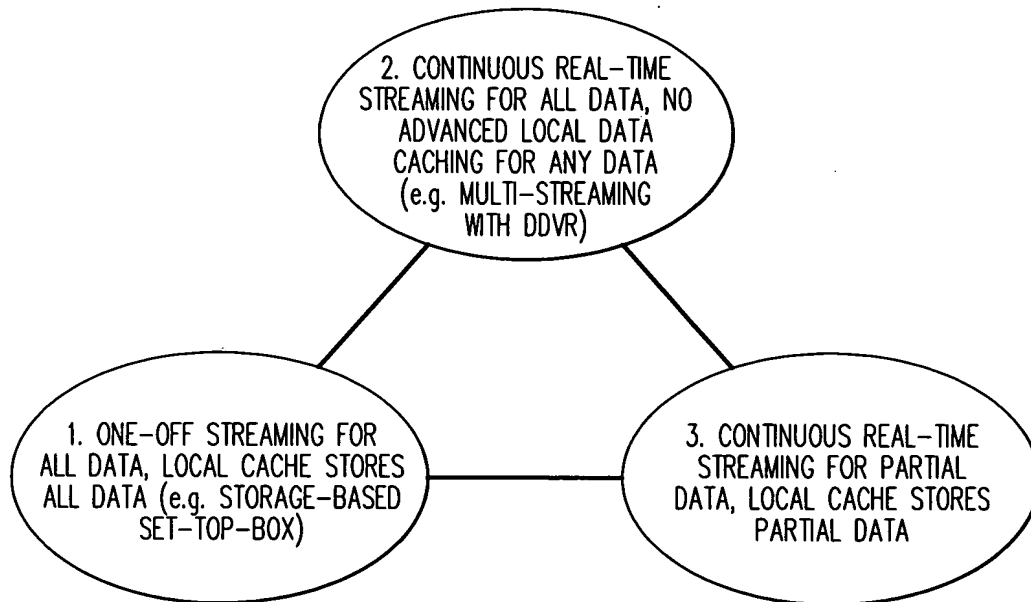 2. CONTINUOUS REAL-TIME
STREAMING FOR ALL DATA, NO
ADVANCED LOCAL DATA
CACHING FOR ANY DATA
(e.g. MULTI-STREAMING
WITH DDVR)
1. ONE-OFF STREAMING FOR
ALL DATA, LOCAL CACHE STORES
ALL DATA (e.g. STORAGE-BASED
SET-TOP-BOX)
3. CONTINUOUS REAL-TIME
STREAMING FOR PARTIAL
DATA, LOCAL CACHE STORES
PARTIAL DATA